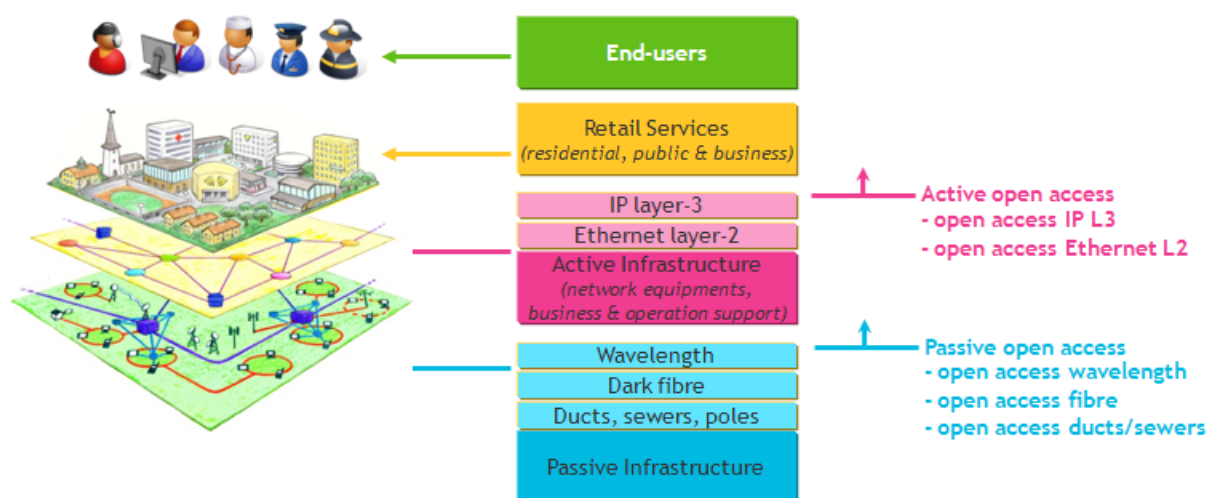 End-users
Retail Services
(residential, public & business)
IP layer-3
Ethernet layer-2
Active Infrastructure
(network equipments,
business & operation support)
Wavelength
Dark fibre
Ducts, sewers, poles
Passive Infrastructure
Active open access
- open access IP L3
- open access Ethernet L2
Passive open access
- open access wavelength
- open access fibre
- open access ducts/sewers